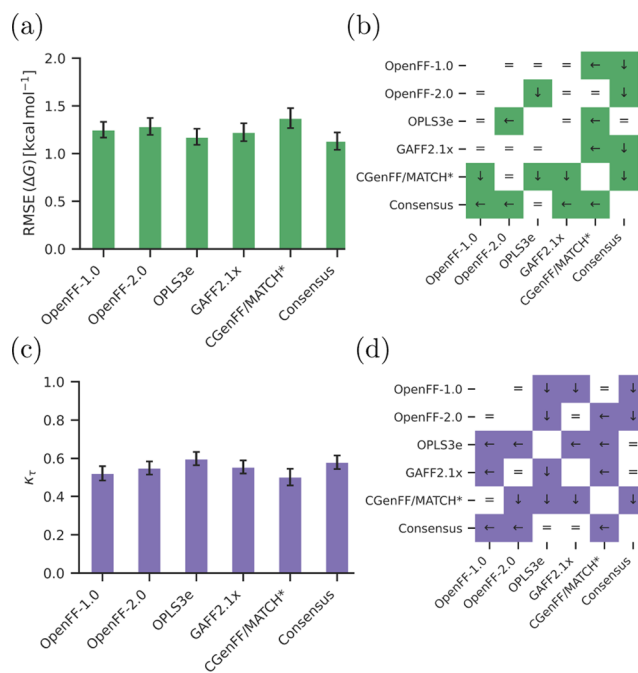 (a)
RMSE (ΔG) [kcal mol⁻¹]
2.0
1.5
1.0
0.5
0.0
OpenFF-1.0
OpenFF-2.0
OPLS3e
GAFF2.1x
CGenFF/MATCH*
Consensus
(b)
OpenFF-1.0 = = = ← ↓
OpenFF-2.0 = ↓ = = ↓
OPLS3e = ← = ← =
GAFF2.1x = = = ← ↓
CGenFF/MATCH* ↓ = ↓ ↓ ↓
Consensus ← ← = ← ←
OpenFF-1.0
OpenFF-2.0
OPLS3e
GAFF2.1x
CGenFF/MATCH*
Consensus
(c)
κτ
1.0
0.8
0.6
0.4
0.2
0.0
OpenFF-1.0
OpenFF-2.0
OPLS3e
GAFF2.1x
CGenFF/MATCH*
Consensus
(d)
OpenFF-1.0 = ↓ ↓ = ↓
OpenFF-2.0 = ↓ = ← ↓
OPLS3e ← ← ← ← =
GAFF2.1x ← = ↓ ← =
CGenFF/MATCH* = ↓ ↓ ↓ ↓
Consensus ← ← = = ←
OpenFF-1.0
OpenFF-2.0
OPLS3e
GAFF2.1x
CGenFF/MATCH*
Consensus